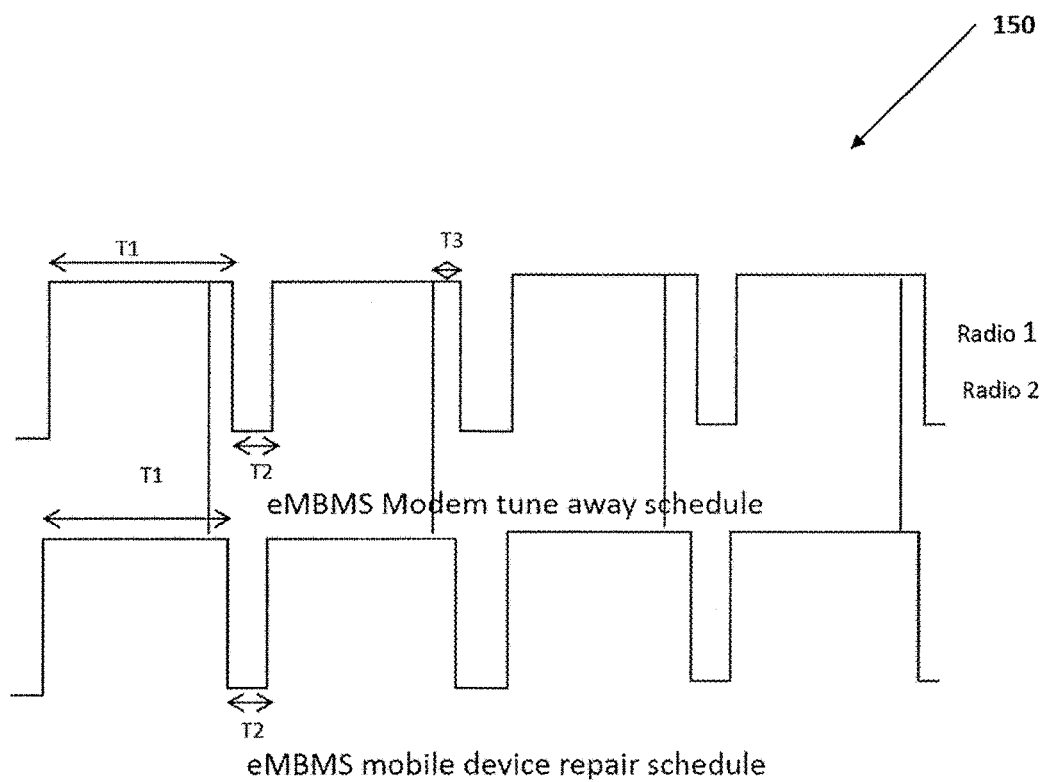 150
T1
T3
Radio 1
Radio 2
T2
T1
eMBMS Modem tune away schedule
T2
eMBMS mobile device repair schedule